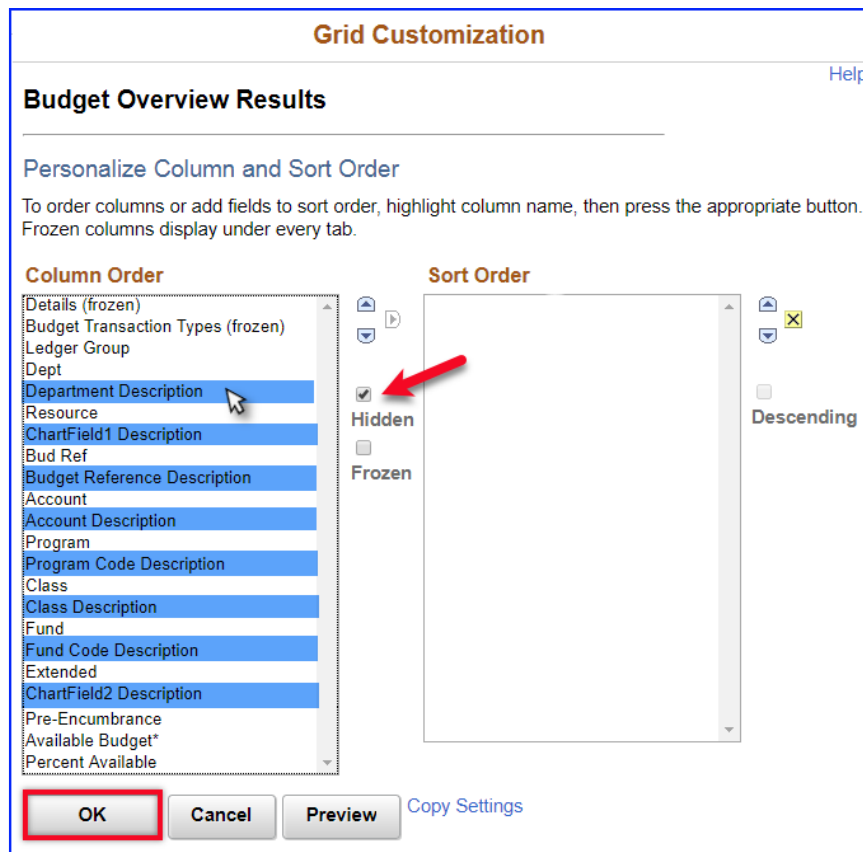 Grid Customization
Help
Budget Overview Results
Personalize Column and Sort Order
To order columns or add fields to sort order, highlight column name, then press the appropriate button.
Frozen columns display under every tab.
Column Order
Sort Order
Details (frozen)
Budget Transaction Types (frozen)
Ledger Group
Dept
Department Description
Resource
ChartField1 Description
Bud Ref
Budget Reference Description
Account
Account Description
Program
Program Code Description
Class
Class Description
Fund
Fund Code Description
Extended
ChartField2 Description
Pre-Encumbrance
Available Budget*
Percent Available
Hidden
Frozen
Descending
OK
Cancel
Preview
Copy Settings